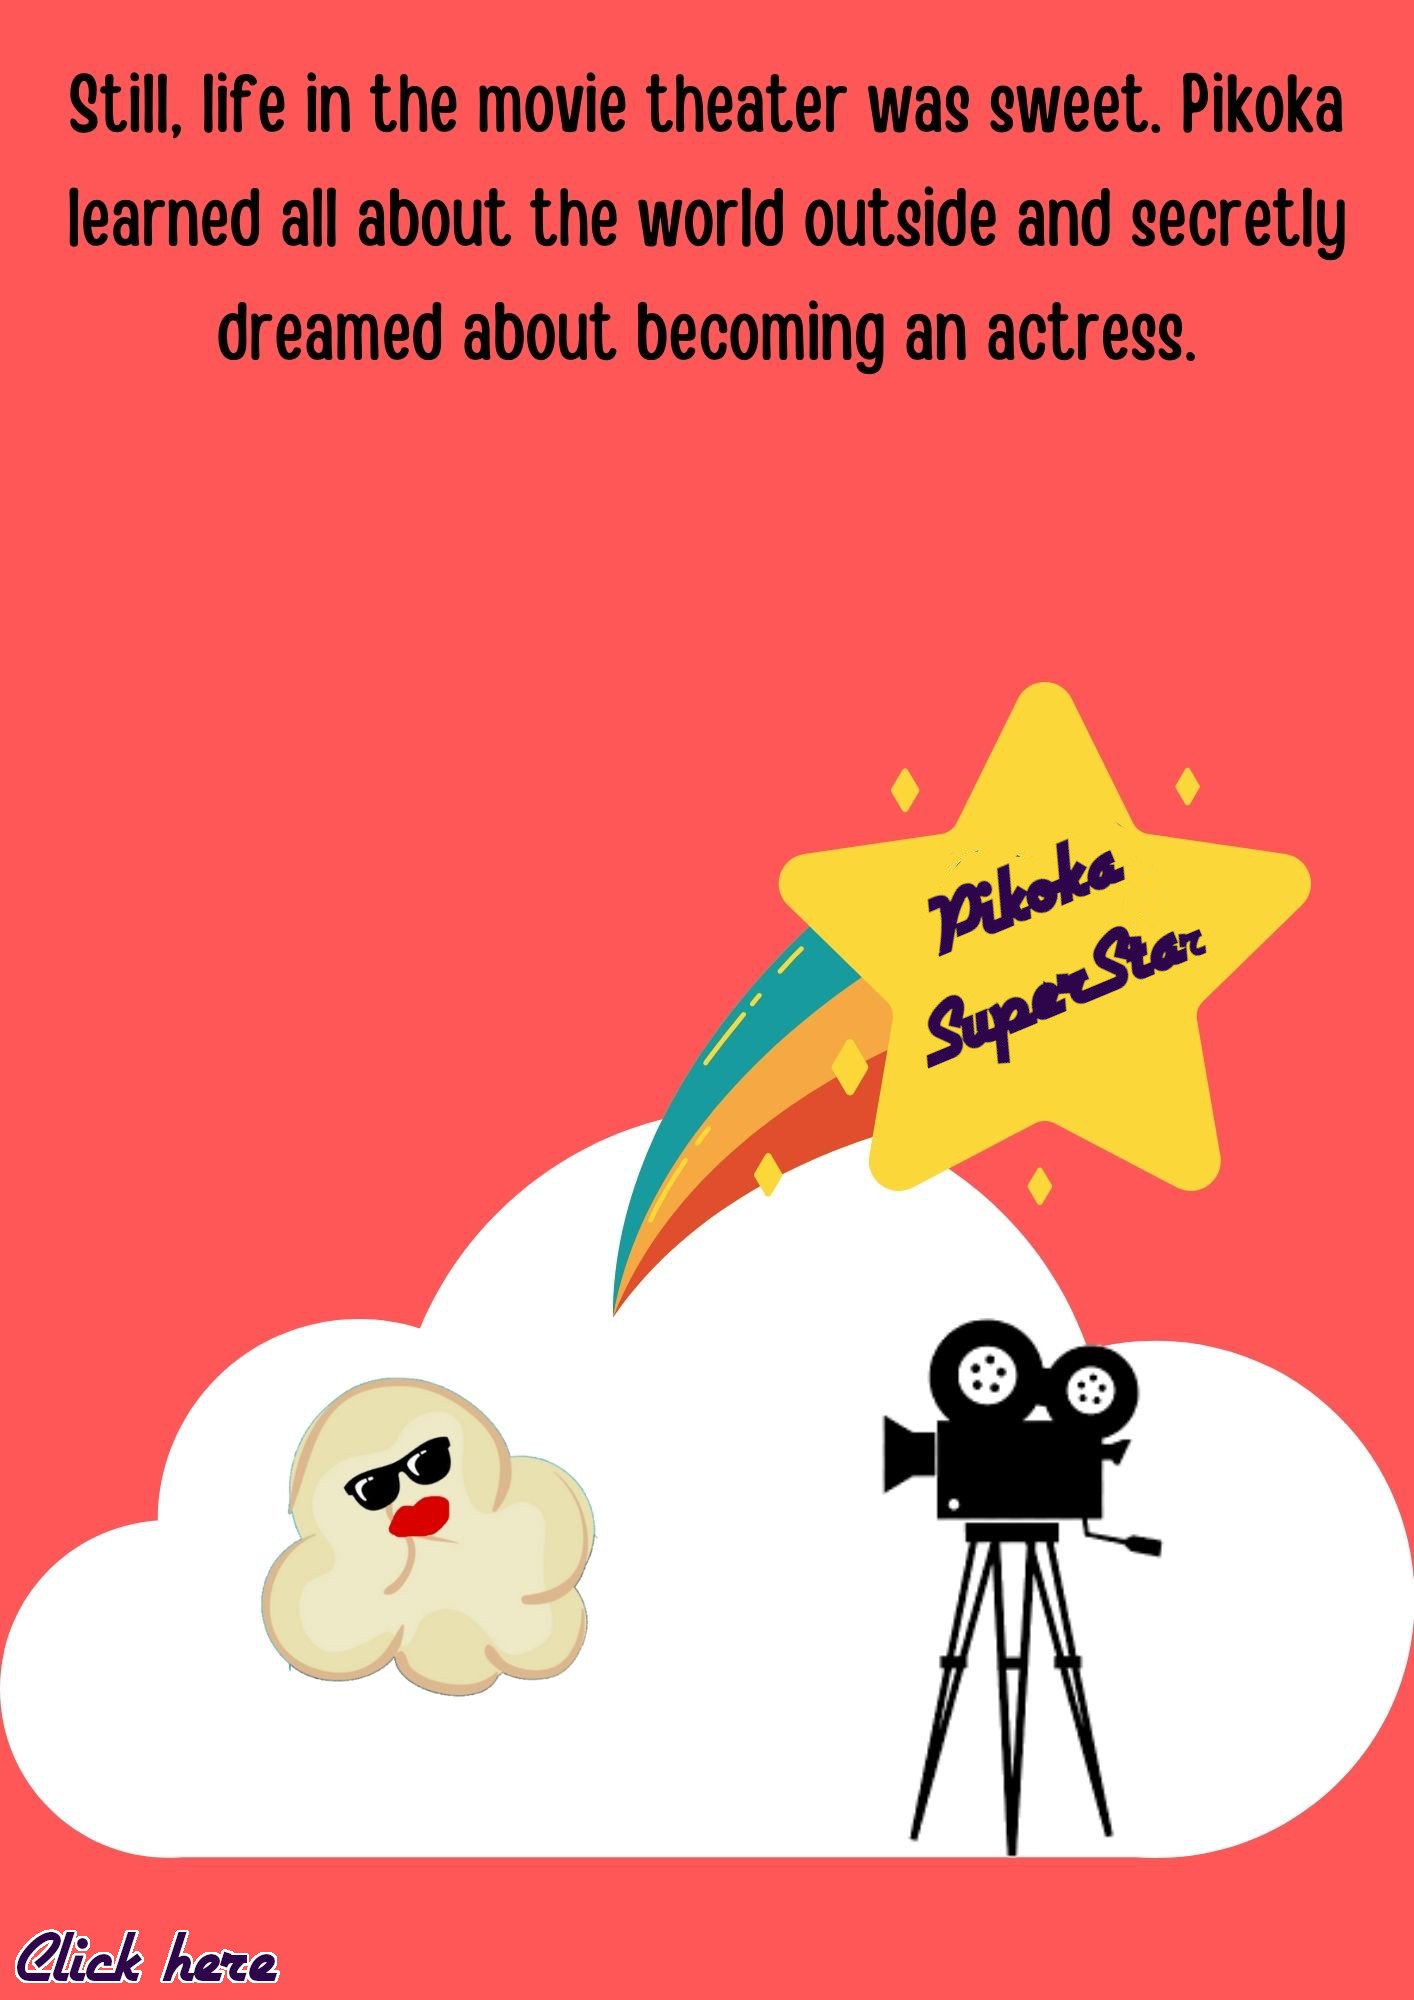 Still, life in the movie theater was sweet. Pikoka
learned all about the world outside and secretly
dreamed about becoming an actress.
Pikoka
SuperStar
Click here